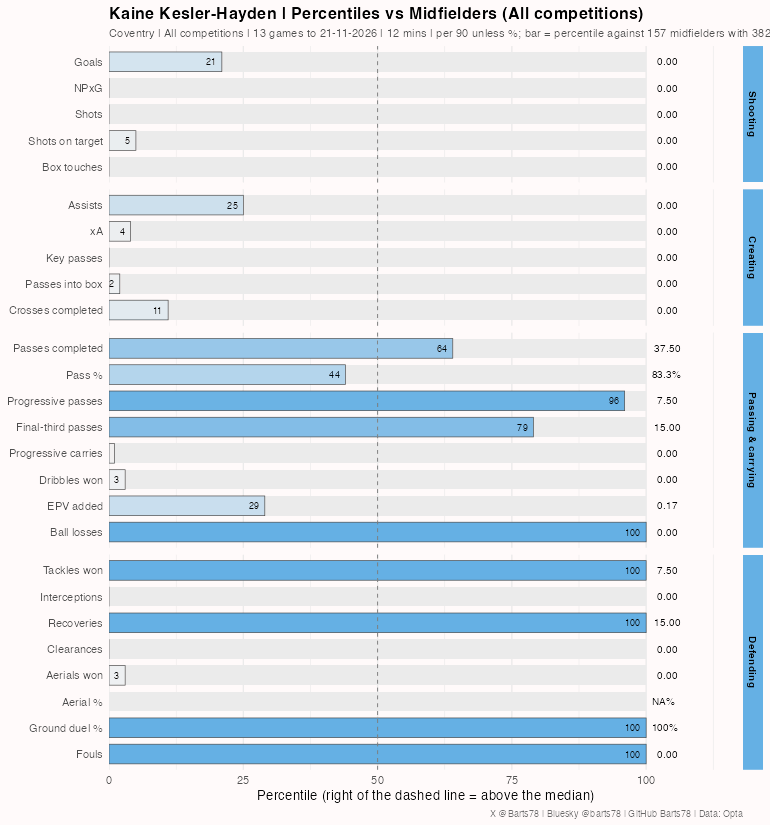 Kaine Kesler-Hayden | Percentiles vs Midfielders (All competitions)
Coventry | All competitions | 13 games to 21-11-2026 | 12 mins | per 90 unless %; bar = percentile against 157 midfielders with 382
Goals 21 0.00
NPxG 0.00
Shots 0.00
Shots on target 5 0.00
Box touches 0.00
Shooting
Assists 25 0.00
xA 4 0.00
Key passes 0.00
Passes into box 2 0.00
Crosses completed 11 0.00
Creating
Passes completed 64 37.50
Pass % 44 83.3%
Progressive passes 96 7.50
Final-third passes 79 15.00
Progressive carries 0.00
Dribbles won 3 0.00
EPV added 29 0.17
Ball losses 100 0.00
Passing & carrying
Tackles won 100 7.50
Interceptions 0.00
Recoveries 100 15.00
Clearances 0.00
Aerials won 3 0.00
Aerial % NA%
Ground duel % 100 100%
Fouls 100 0.00
Defending
0 25 50 75 100
Percentile (right of the dashed line = above the median)
X @Barts78 | Bluesky @barts78 | GitHub Barts78 | Data: Opta